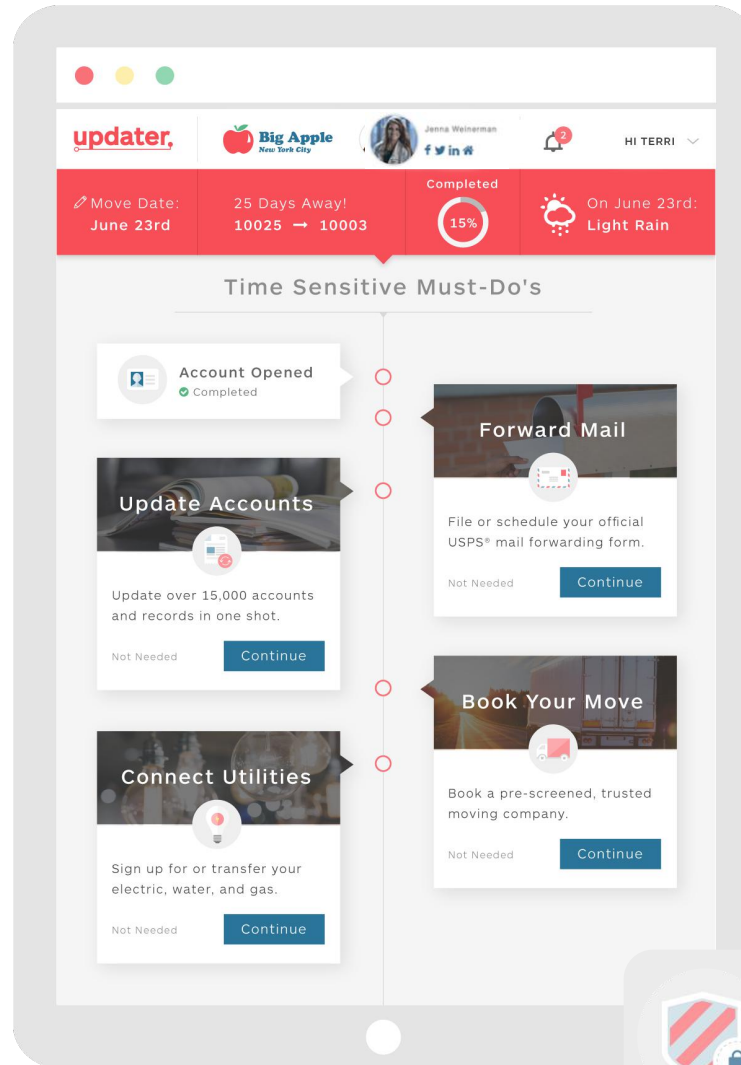 updater.
Big Apple
New York City
Jenna Weinerman
2
HI TERRI
Move Date:
June 23rd
25 Days Away!
10025 → 10003
Completed
15%
On June 23rd:
Light Rain
Time Sensitive Must-Do's
Account Opened
Completed
Forward Mail
File or schedule your official
USPS® mail forwarding form.
Not Needed
Continue
Update Accounts
Update over 15,000 accounts
and records in one shot.
Not Needed
Continue
Book Your Move
Book a pre-screened, trusted
moving company.
Not Needed
Continue
Connect Utilities
Sign up for or transfer your
electric, water, and gas.
Not Needed
Continue